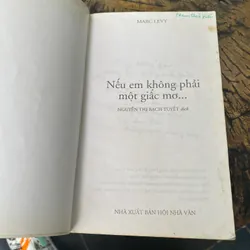 MARC LEVY
Nếu em không phải
một giấc mơ...
NGUYỄN THỊ BẠCH TUYẾT dịch
NHÀ XUẤT BẢN HỘI NHÀ VĂN